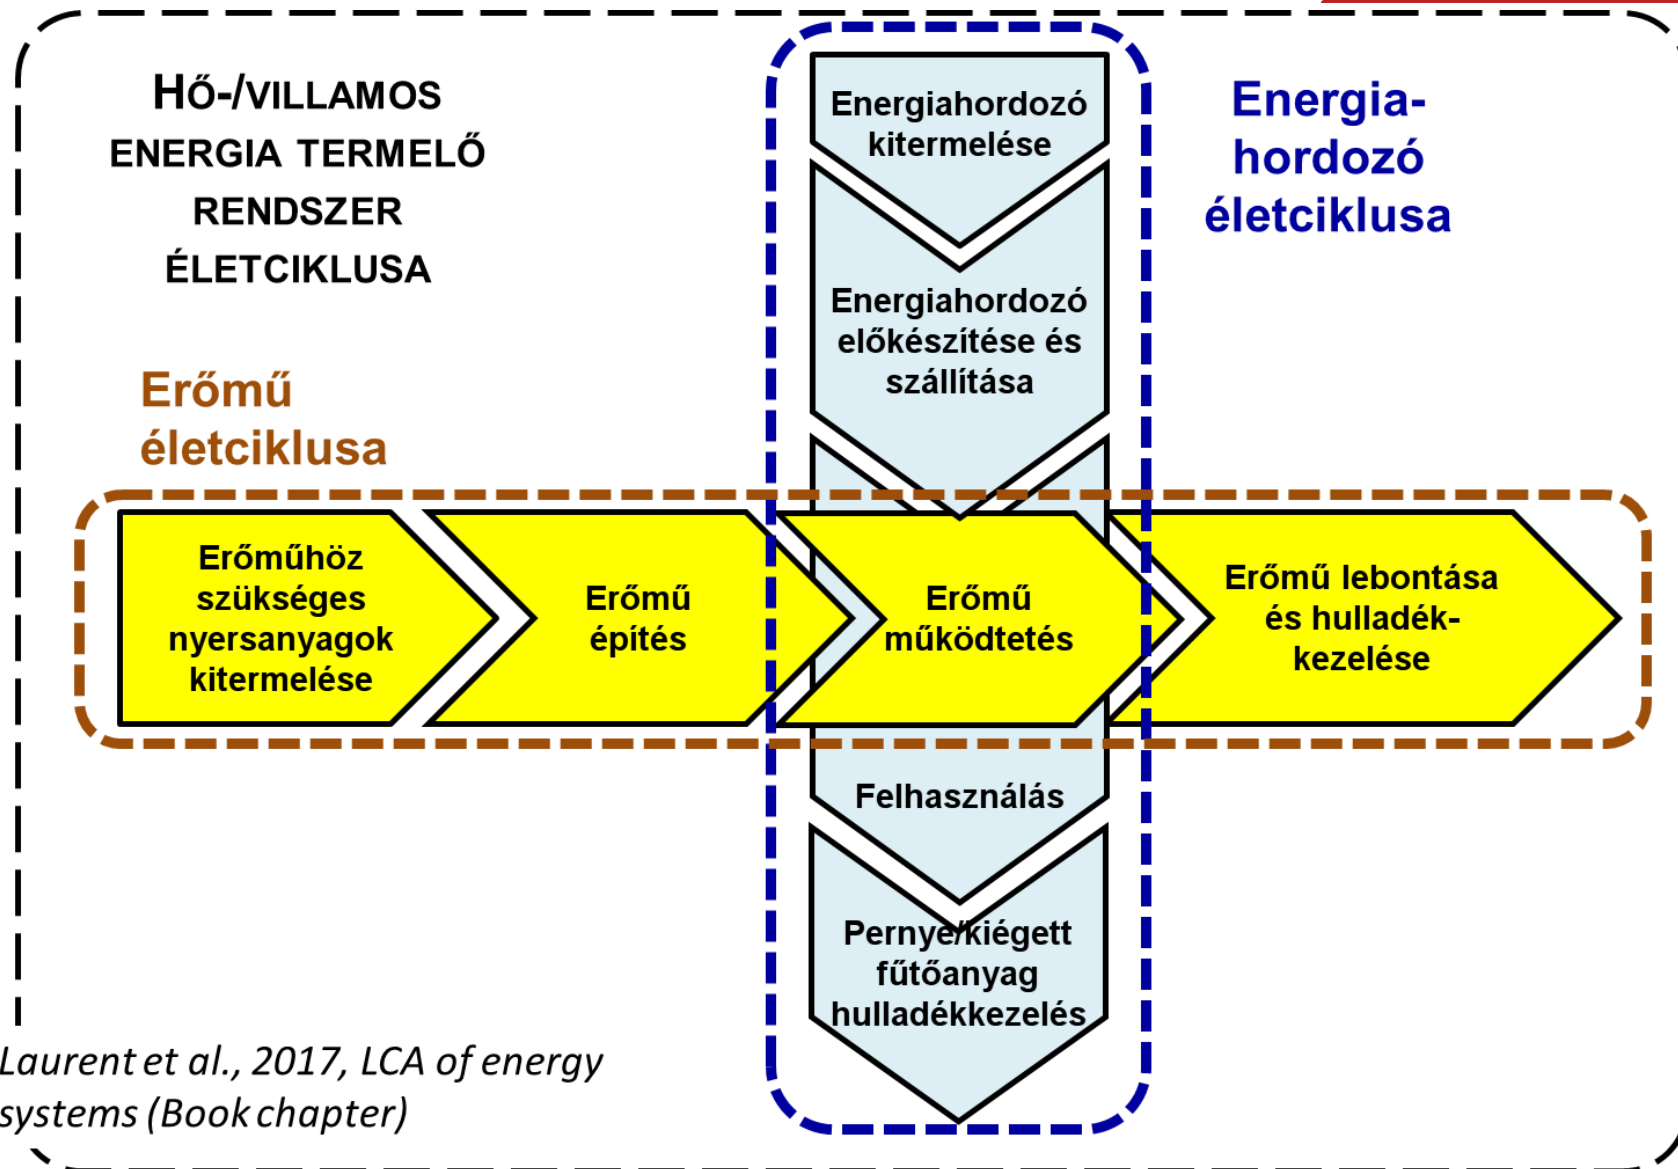 HŐ-/VILLAMOS
ENERGIA TERMELŐ
RENDSZER
ÉLETCIKLUSA
Energia-
hordozó
életciklusa
Energiahordozó
kitermelése
Energiahordozó
előkészítése és
szállítása
Erőmű
életciklusa
Erőműhöz
szükséges
nyersanyagok
kitermelése
Erőmű
építés
Erőmű
működtetés
Erőmű lebontása
és hulladék-
kezelése
Felhasználás
Pernye/kiégett
fűtőanyag
hulladékkezelés
Laurent et al., 2017, LCA of energy
systems (Book chapter)